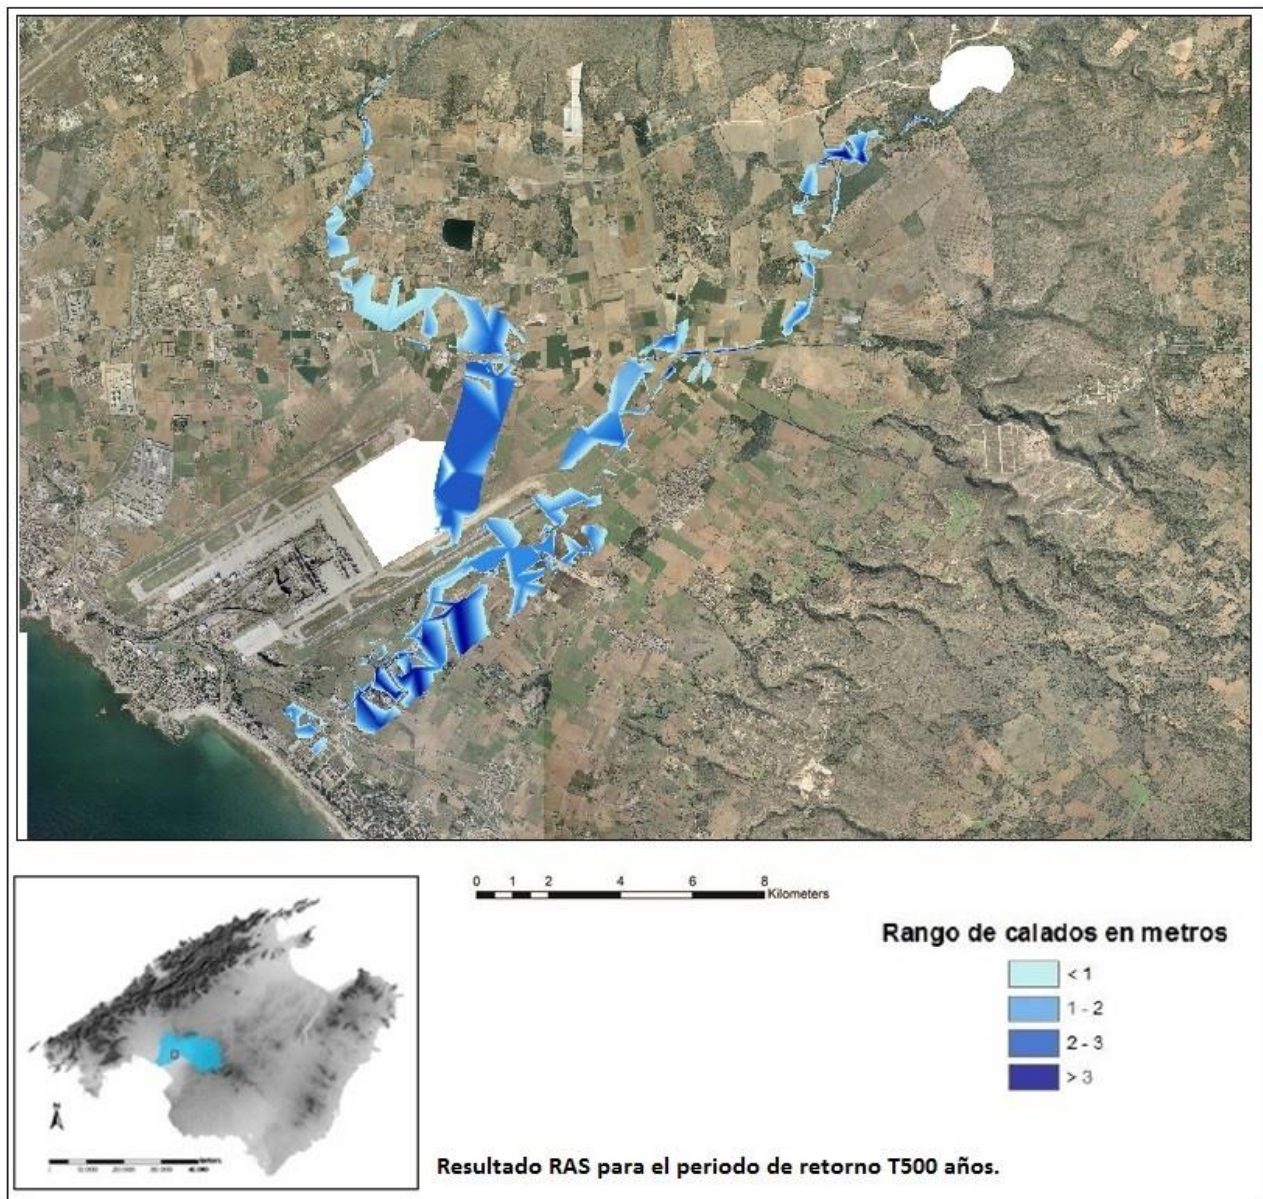 0 1 2 4 6 8
Kilometers
Rango de calados en metros
< 1
1 - 2
2 - 3
> 3
N
Resultado RAS para el periodo de retorno T500 años.